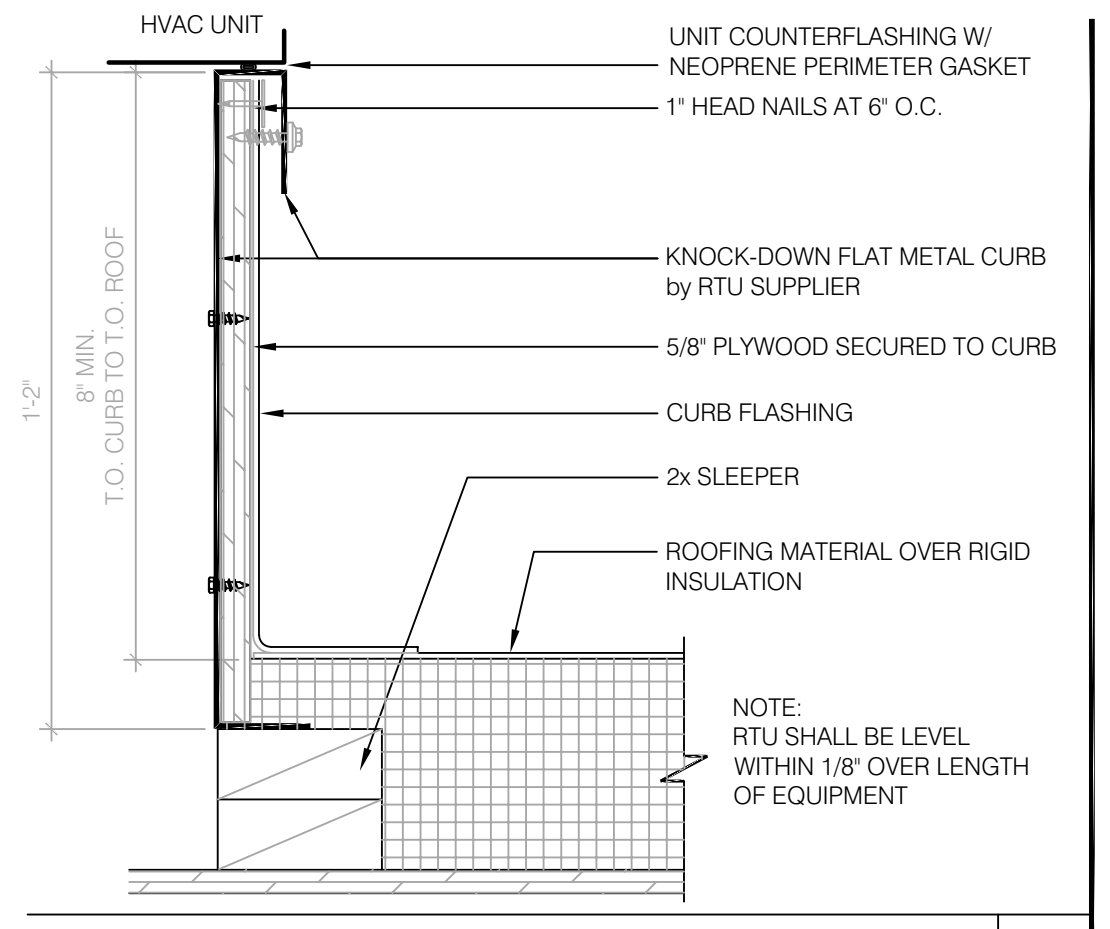 HVAC UNIT
UNIT COUNTERFLASHING W/
NEOPRENE PERIMETER GASKET
1" HEAD NAILS AT 6" O.C.
KNOCK-DOWN FLAT METAL CURB
by RTU SUPPLIER
5/8" PLYWOOD SECURED TO CURB
CURB FLASHING
2x SLEEPER
ROOFING MATERIAL OVER RIGID
INSULATION
1'-2"
8" MIN.
T.O. CURB TO T.O. ROOF
NOTE:
RTU SHALL BE LEVEL
WITHIN 1/8" OVER LENGTH
OF EQUIPMENT